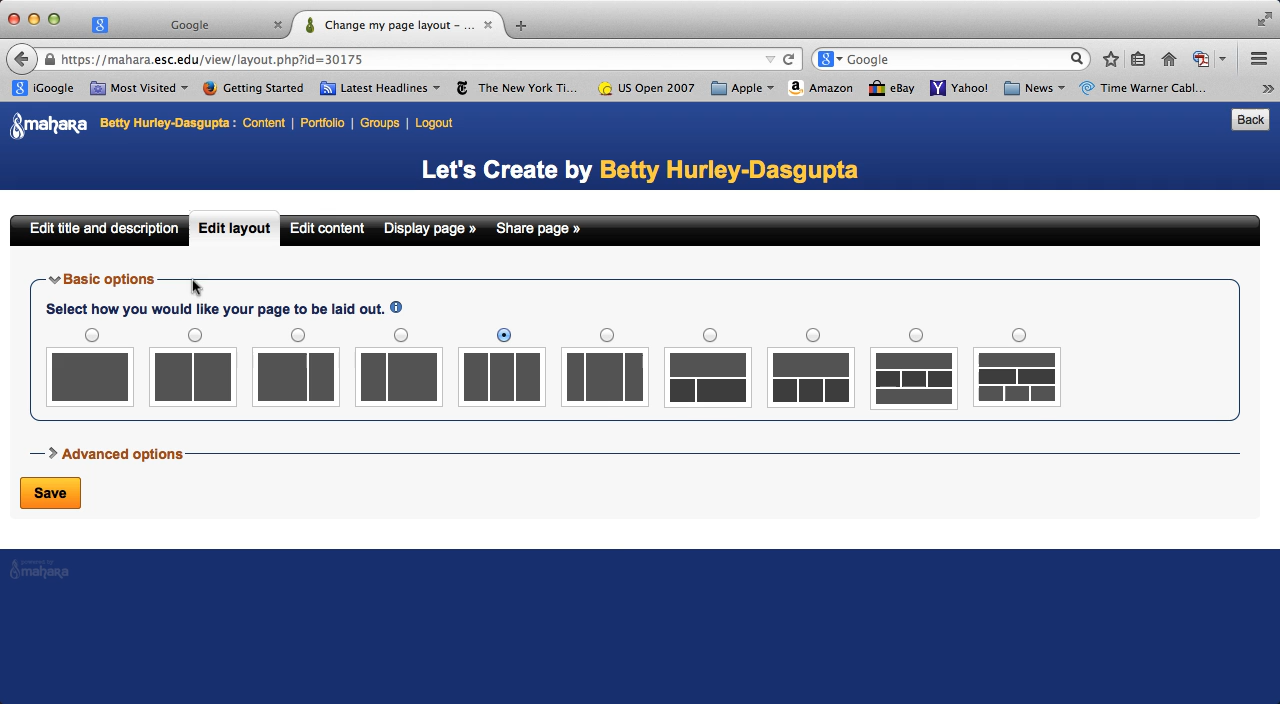 Google
Change my page layout – ...
https://mahara.esc.edu/view/layout.php?id=30175
Google
iGoogle
Most Visited
Getting Started
Latest Headlines
The New York Ti...
US Open 2007
Apple
Amazon
eBay
Yahoo!
News
Time Warner Cabl...
mahara
Betty Hurley-Dasgupta : Content | Portfolio | Groups | Logout
Back
Let's Create by Betty Hurley-Dasgupta
Edit title and description
Edit layout
Edit content
Display page »
Share page »
Basic options
Select how you would like your page to be laid out.
Advanced options
Save
powered by
mahara